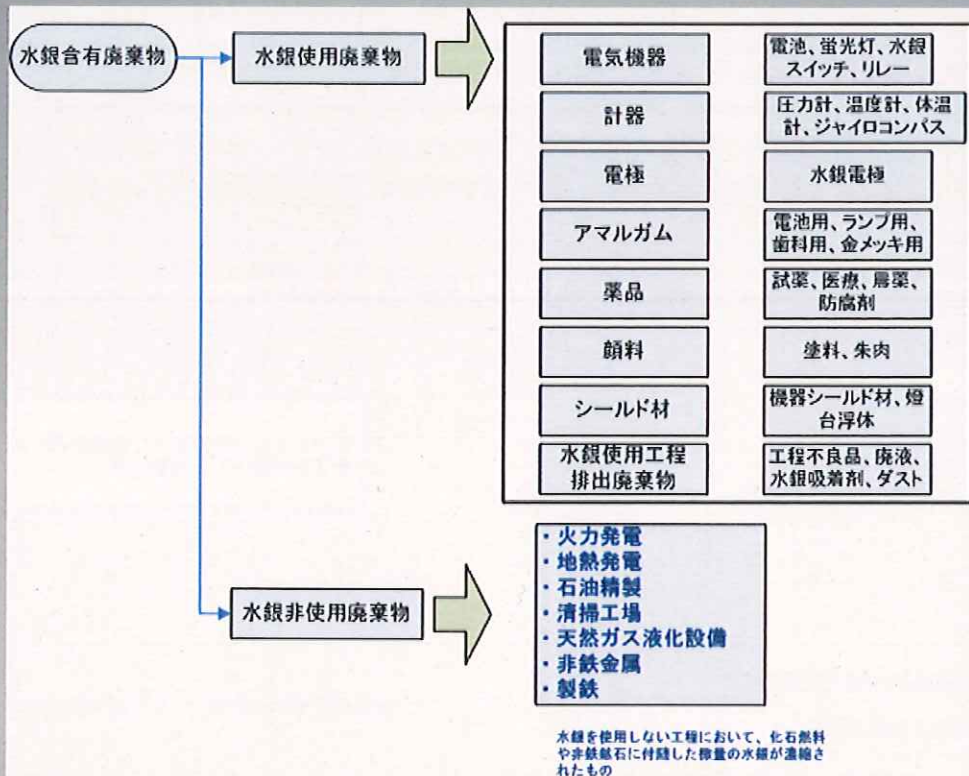 水銀含有廃棄物
水銀使用廃棄物
電気機器
電池、蛍光灯、水銀
スイッチ、リレー
計器
圧力計、温度計、体温
計、ジャイロコンパス
電極
水銀電極
アマルガム
電池用、ランプ用、
歯科用、金メッキ用
薬品
試薬、医療、農薬、
防腐剤
顔料
塗料、朱肉
シールド材
機器シールド材、燈
台浮体
水銀使用工程
排出廃棄物
工程不良品、廃液、
水銀吸着剤、ダスト
水銀非使用廃棄物
・火力発電
・地熱発電
・石油精製
・清掃工場
・天然ガス液化設備
・非鉄金属
・製鉄
水銀を使用しない工程において、化石燃料
や非鉄鉱石に付随した微量の水銀が濃縮さ
れたもの